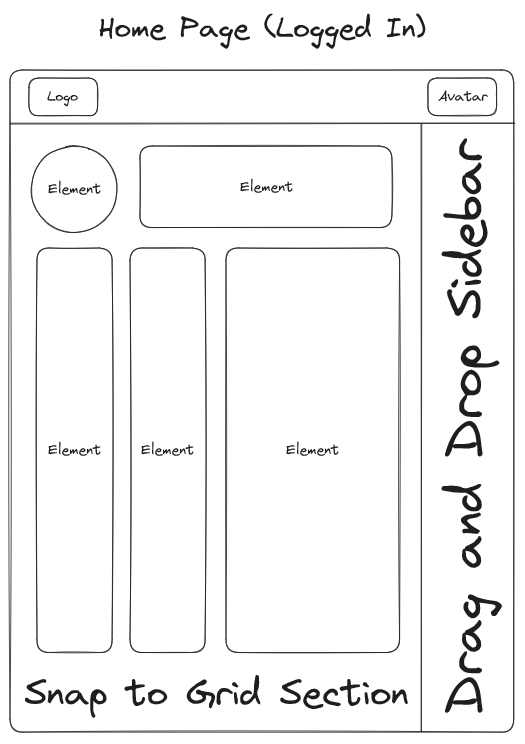 Home Page (Logged In)
Logo
Avatar
Element
Element
Element
Element
Element
Drag and Drop Sidebar
Snap to Grid Section